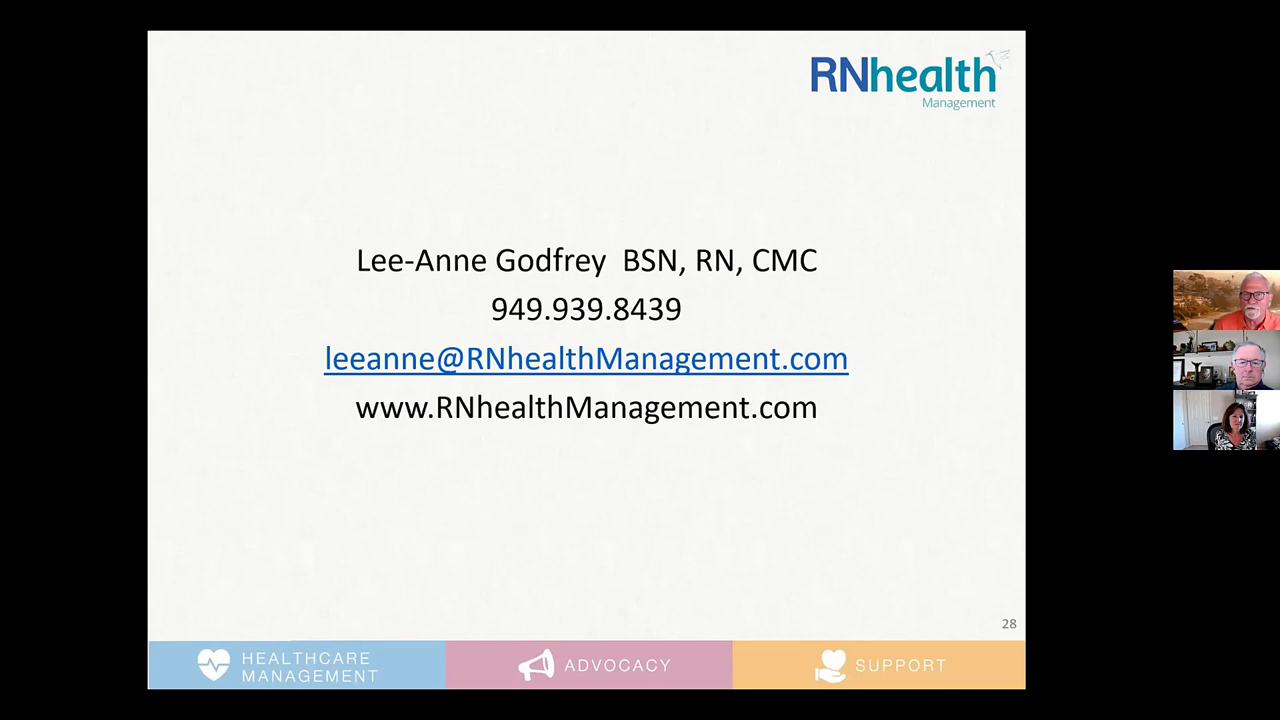 RNhealth
Management
Lee-Anne Godfrey  BSN, RN, CMC
949.939.8439
leeanne@RNhealthManagement.com
www.RNhealthManagement.com
28
HEALTHCARE
MANAGEMENT
ADVOCACY
SUPPORT